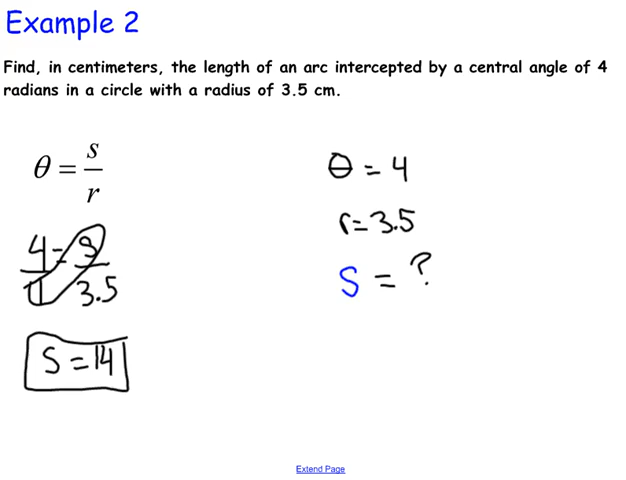 Example 2
Find, in centimeters, the length of an arc intercepted by a central angle of 4
radians in a circle with a radius of 3.5 cm.
θ = s/r
4/1 = s/3.5
S = 14
θ = 4
r = 3.5
S = ?
Extend Page